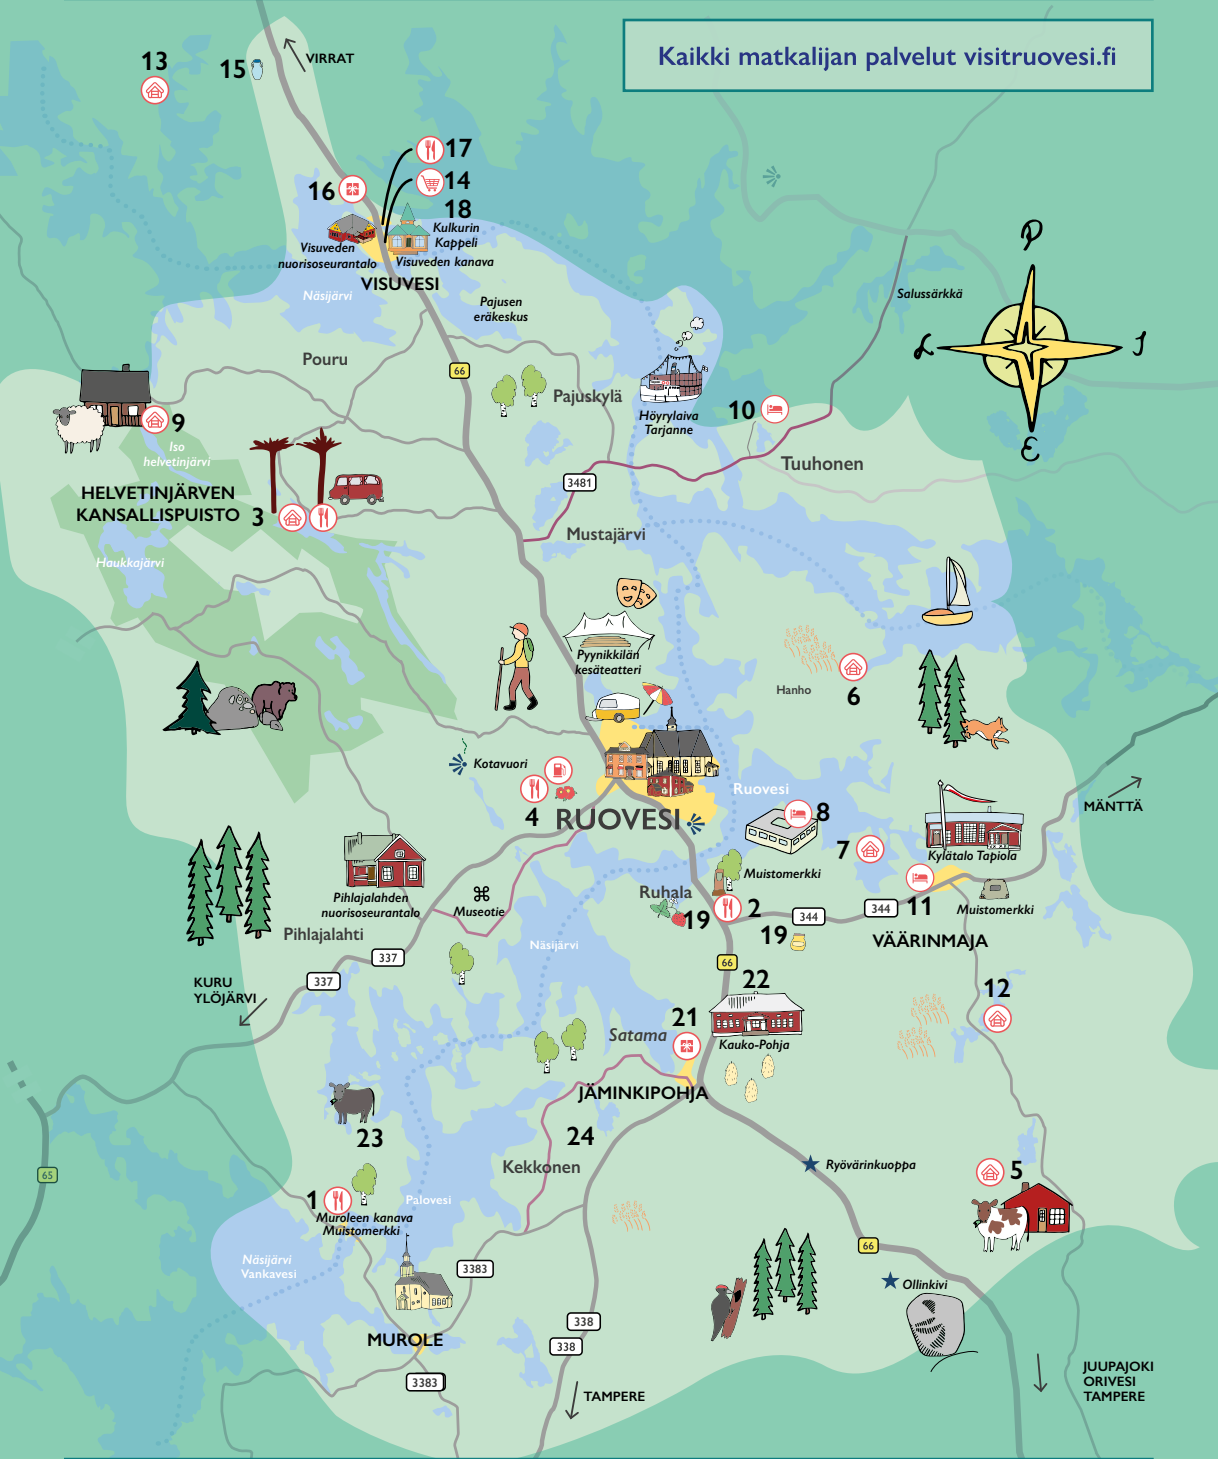 Kaikki matkalijan palvelut visitruovesi.fi
13
15
VIRRAT
17
16
14
18
Kulkurin
Kappeli
Visuveden
nuorisoseurantalo
Visuveden kanava
VISUVESI
Näsijärvi
Pajusen
eräkeskus
Salussärkkä
P
L
I
E
Pouru
66
Pajuskylä
Höyrylaiva
Tarjanne
10
9
Iso
helvetinjärvi
Tuuhonen
HELVETINJÄRVEN
KANSALLISPUISTO
3
3481
Mustajärvi
Haukkajärvi
Pyynikkilän
kesäteatteri
Hanho
6
Kotavuori
4
RUOVESI
Ruovesi
8
MÄNTTÄ
7
Kylätalo Tapiola
Muistomerkki
11
Muistomerkki
Pihlajalahden
nuorisoseurantalo
Museotie
Ruhala
19
2
344
344
19
VÄÄRINMAJA
Pihlajalahti
337
337
Näsijärvi
66
KURU
YLÖJÄRVI
22
12
21
Satama
Kauko-Pohja
JÄMINKIPOHJA
23
24
Kekkonen
Ryövärinkuoppa
65
5
1
Muroleen kanava
Muistomerkki
Palovesi
66
Näsijärvi
Vankavesi
3383
Ollinkivi
338
338
MUROLE
3383
TAMPERE
JUUPAJOKI
ORIVESI
TAMPERE